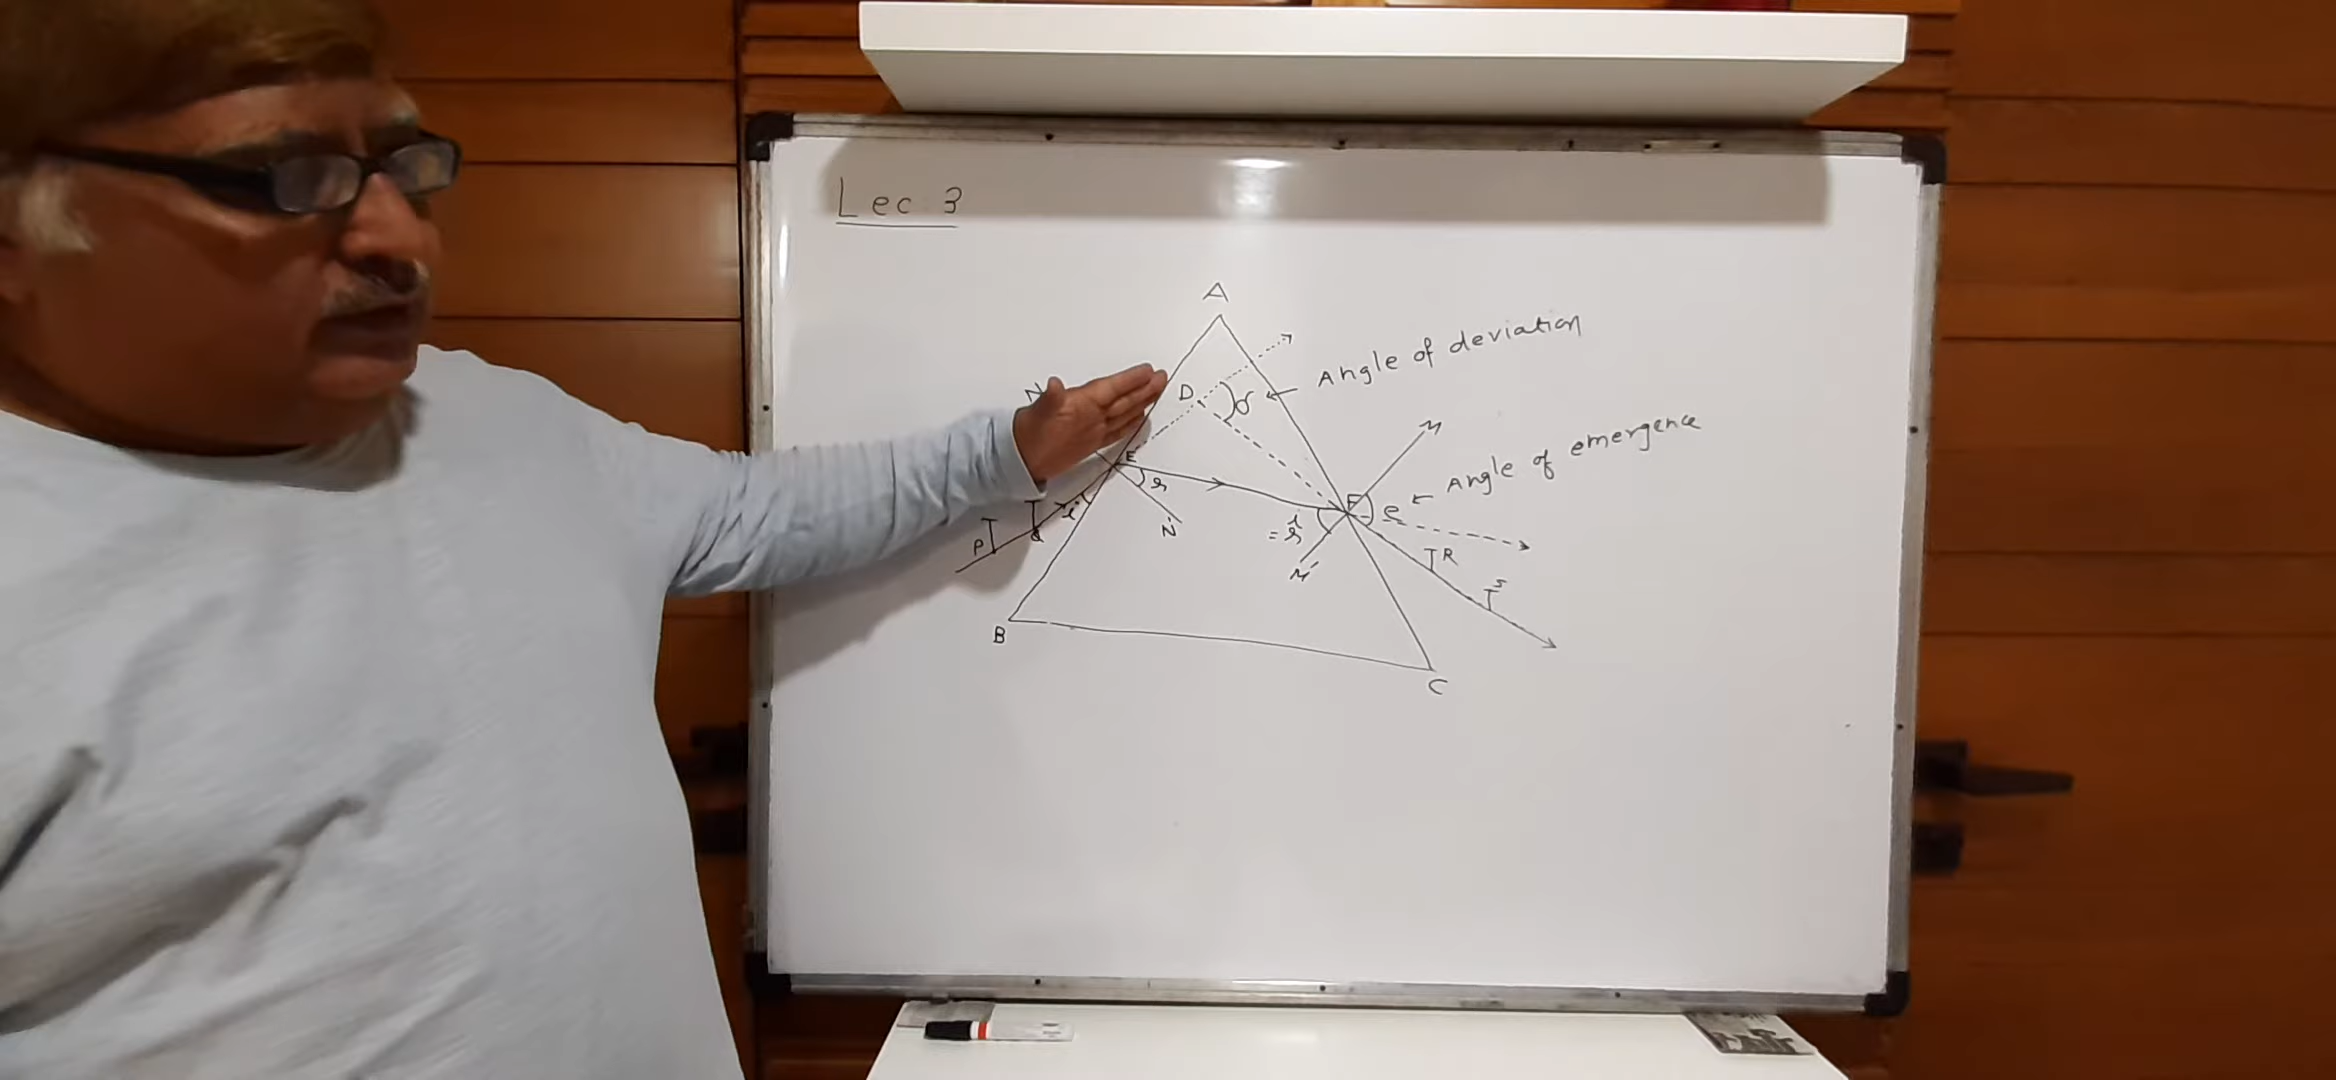 Lec 3
A
Angle of deviation
D
δ
N
M
Angle of emergence
E
r
F
e
i
N'
= r'
M'
P
Q
R
S
B
C